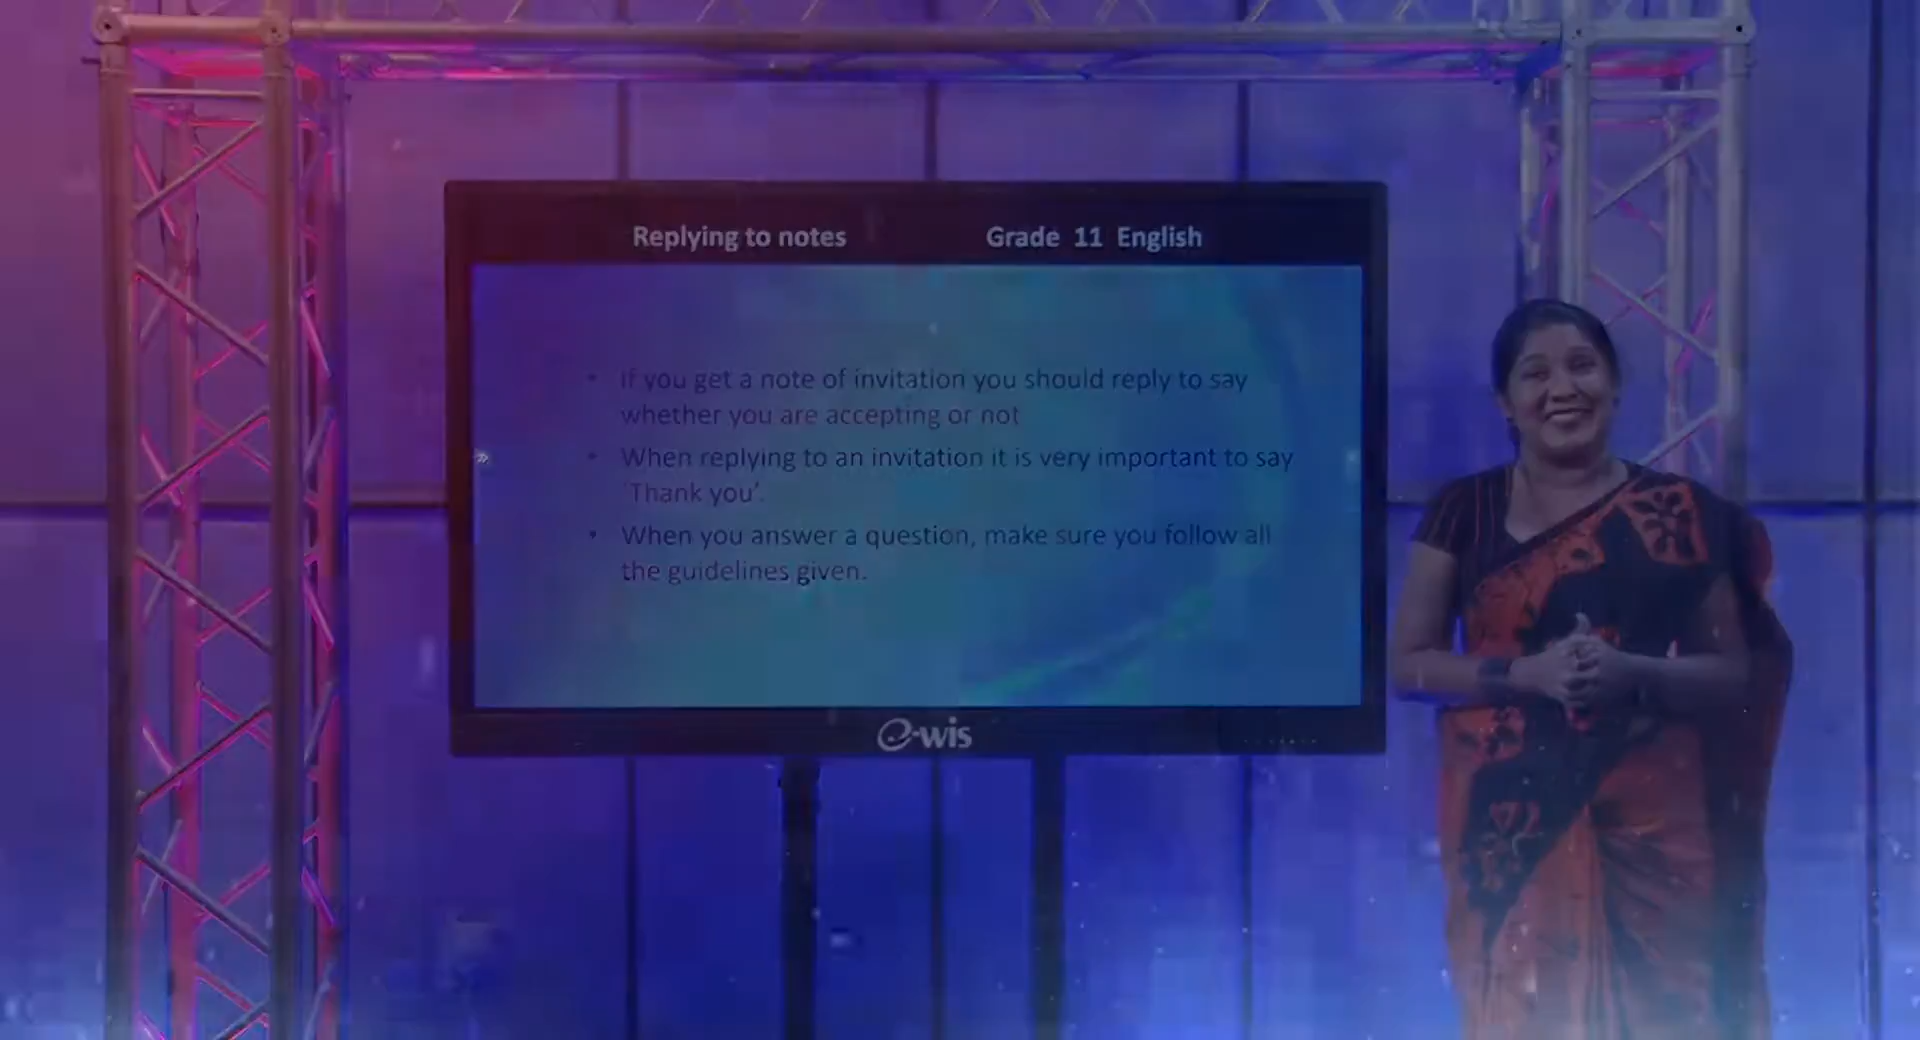 Replying to notes Grade 11 English
• If you get a note of invitation you should reply to say
whether you are accepting or not
• When replying to an invitation it is very important to say
‘Thank you’.
• When you answer a question, make sure you follow all
the guidelines given.
e-wis